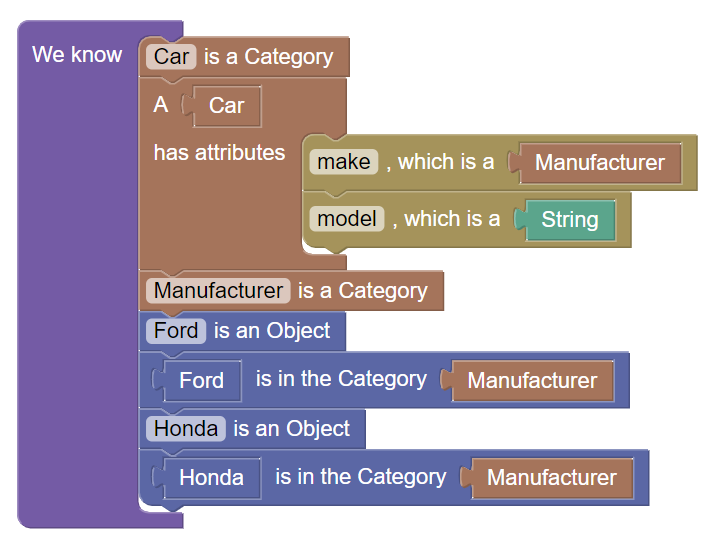 We know Car is a Category
A Car
has attributes
make , which is a Manufacturer
model , which is a String
Manufacturer is a Category
Ford is an Object
Ford is in the Category Manufacturer
Honda is an Object
Honda is in the Category Manufacturer